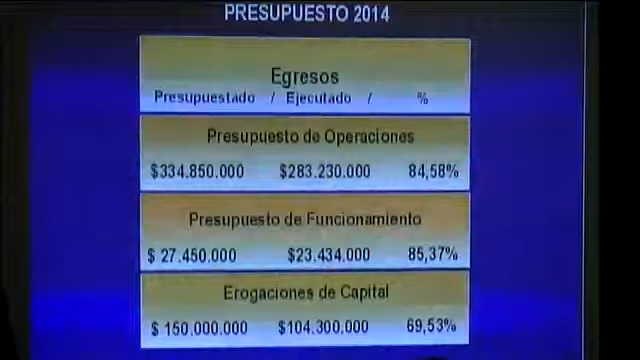 PRESUPUESTO 2014
Egresos
Presupuestado / Ejecutado / %
Presupuesto de Operaciones
$334.850.000 $283.230.000 84,58%
Presupuesto de Funcionamiento
$ 27.450.000 $23.434.000 85,37%
Erogaciones de Capital
$ 150.000.000 $104.300.000 69,53%